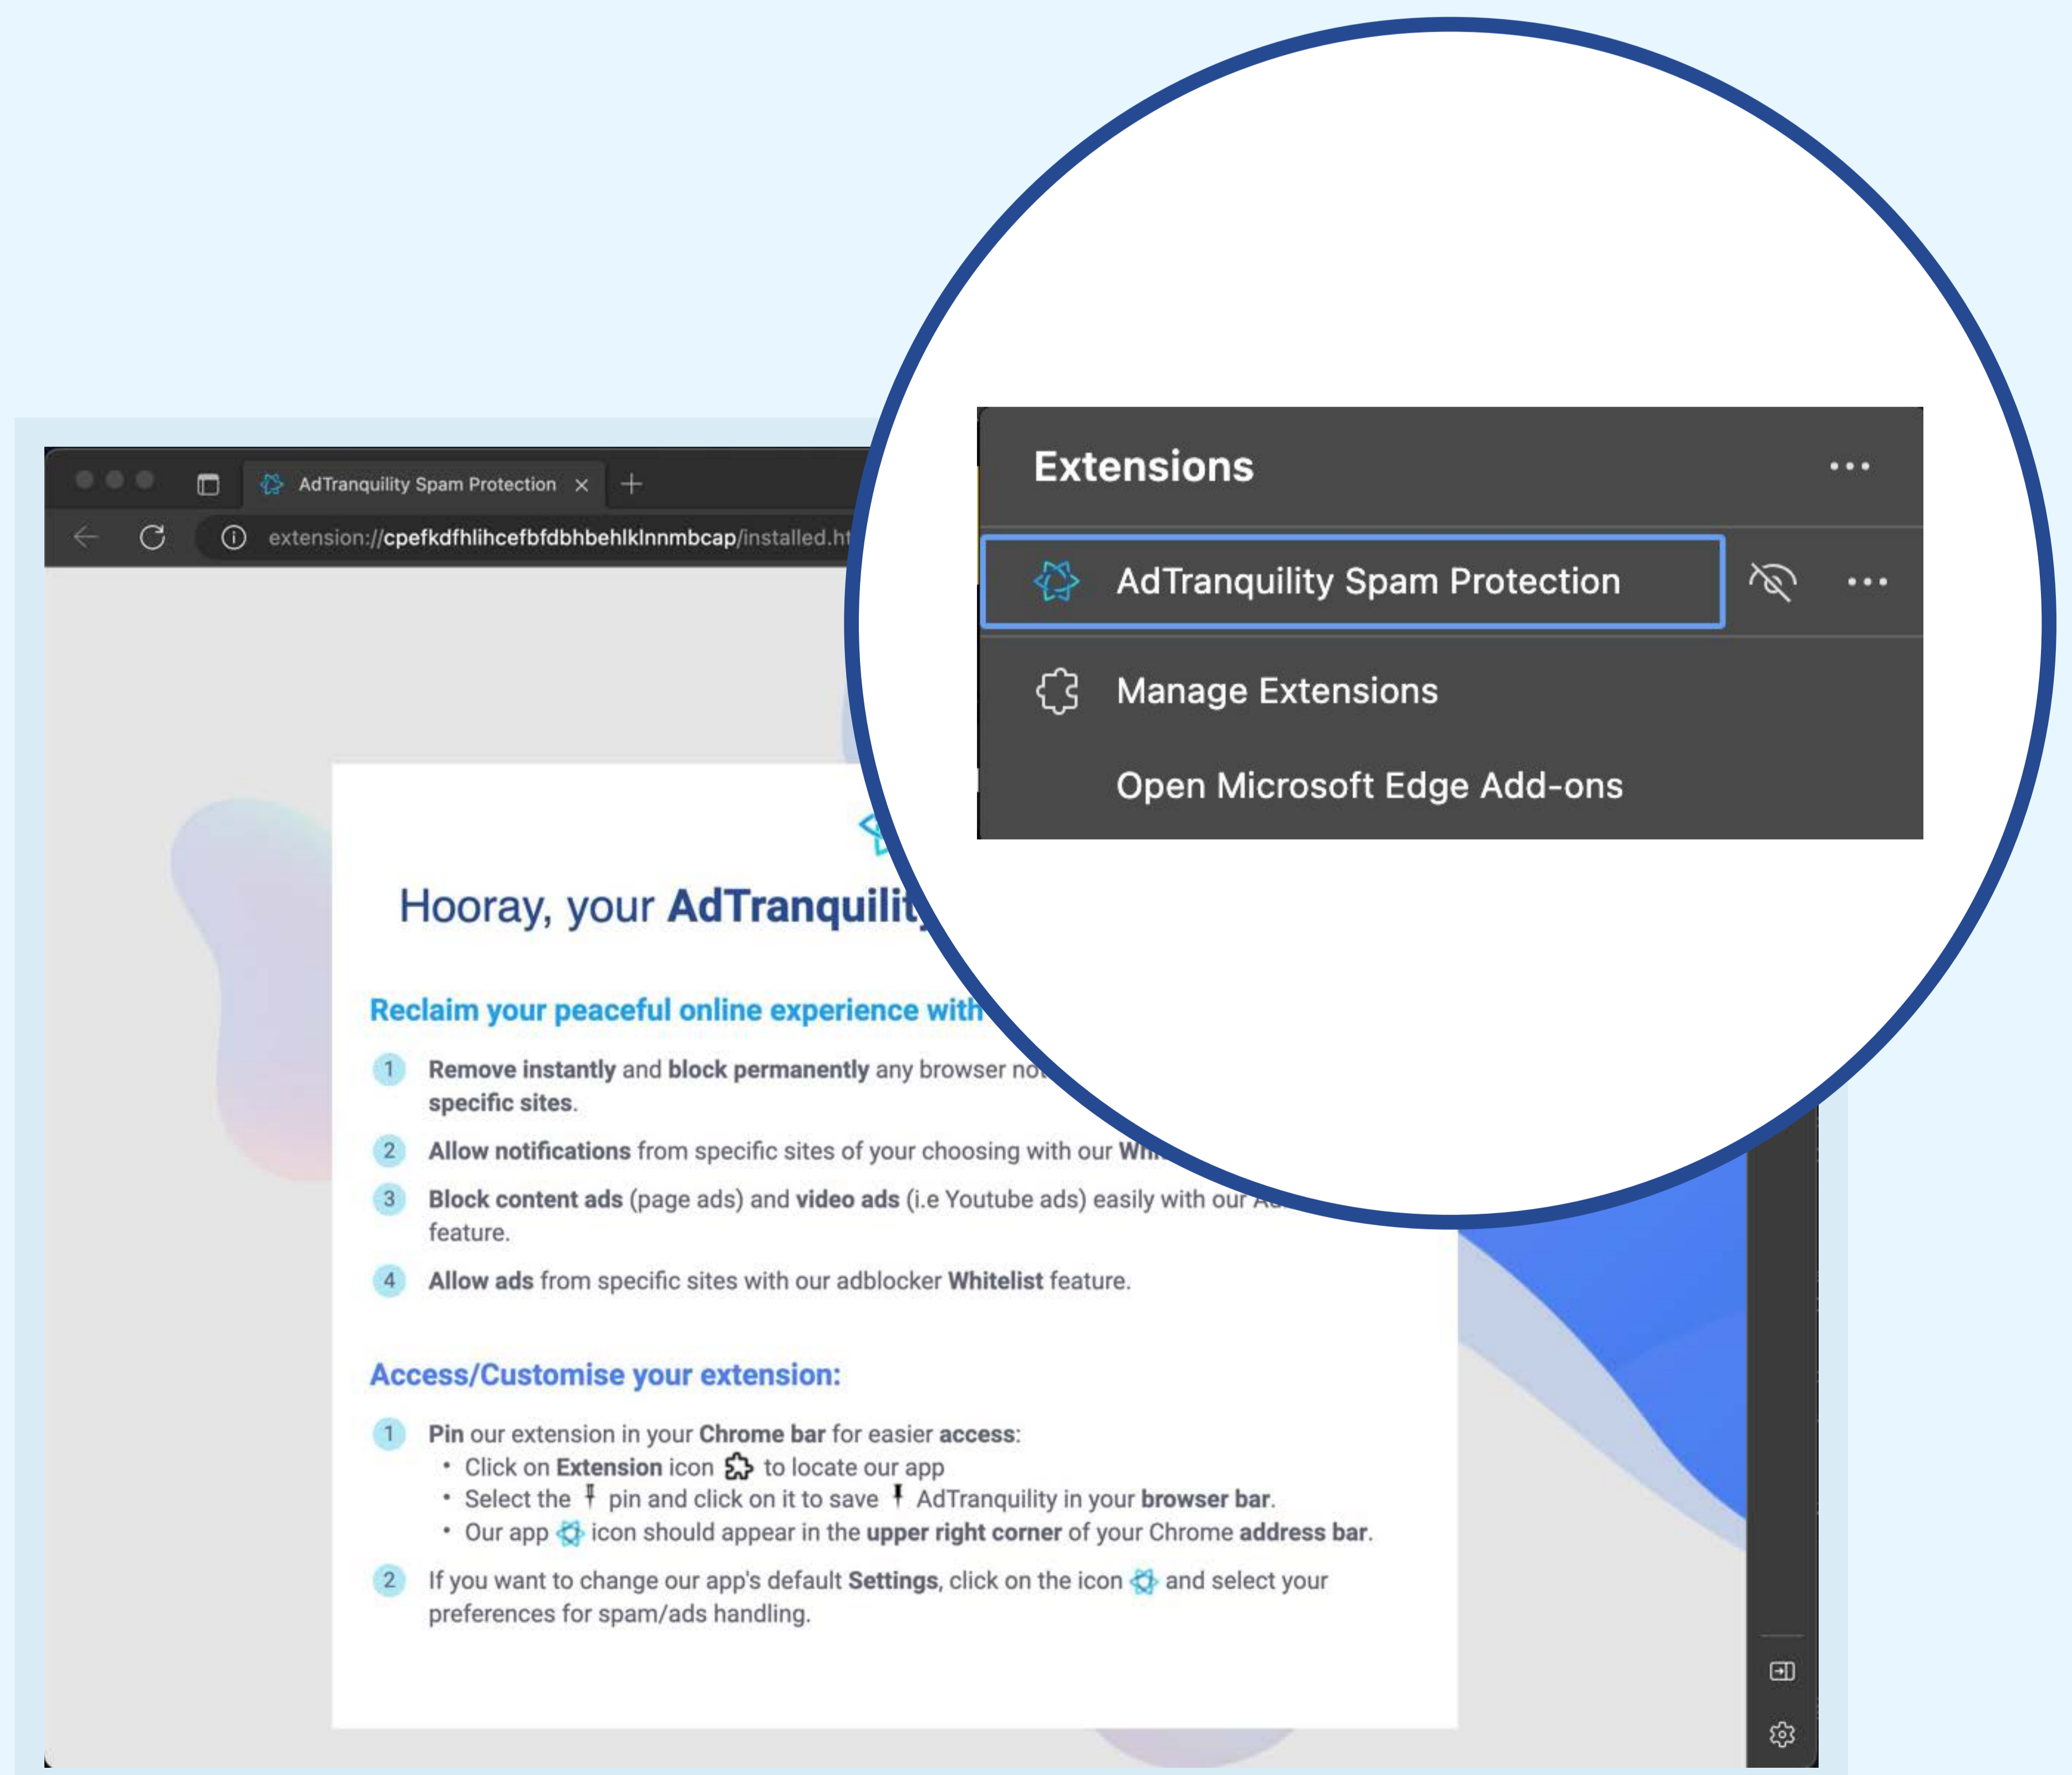 AdTranquility Spam Protection
extension://cpefkdfhlihcefbfdbhbehlklnnmbcap/installed.ht
Extensions
AdTranquility Spam Protection
Manage Extensions
Open Microsoft Edge Add-ons
Hooray, your AdTranquility
Reclaim your peaceful online experience with
1 Remove instantly and block permanently any browser
specific sites.
2 Allow notifications from specific sites of your choosing with our
3 Block content ads (page ads) and video ads (i.e Youtube ads) easily with our
feature.
4 Allow ads from specific sites with our adblocker Whitelist feature.
Access/Customise your extension:
1 Pin our extension in your Chrome bar for easier access:
• Click on Extension icon to locate our app
• Select the pin and click on it to save AdTranquility in your browser bar.
• Our app icon should appear in the upper right corner of your Chrome address bar.
2 If you want to change our app's default Settings, click on the icon and select your
preferences for spam/ads handling.